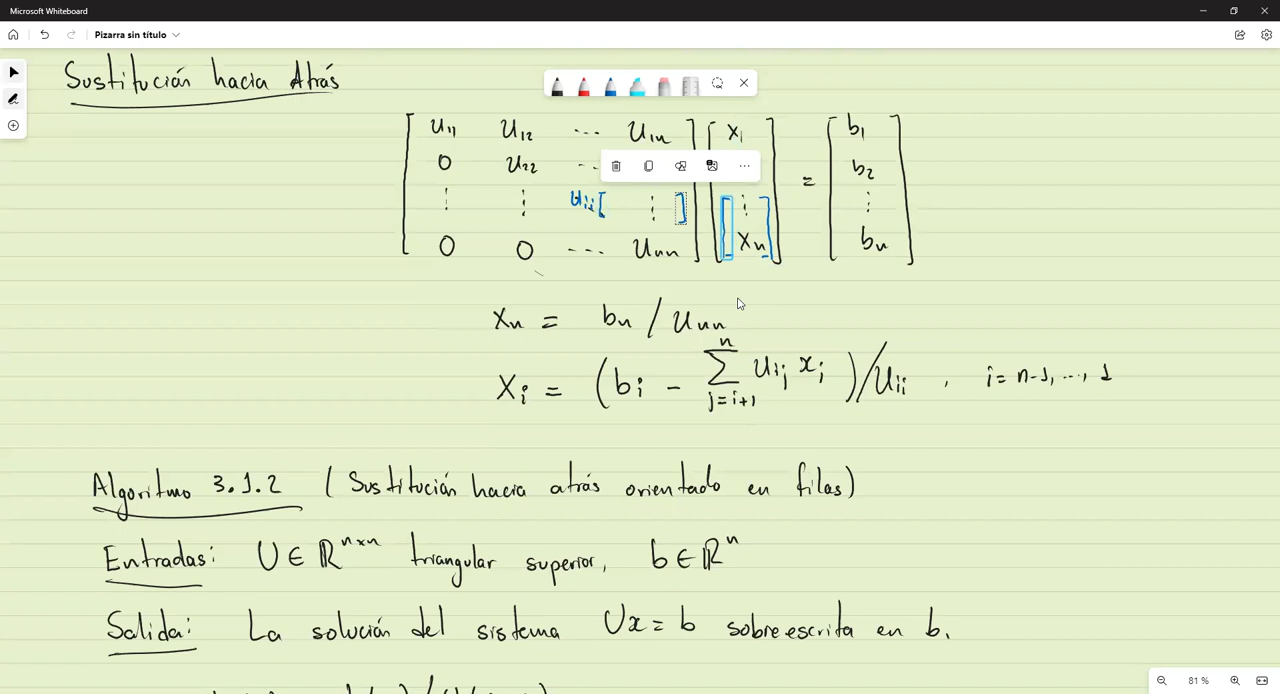 Microsoft Whiteboard
Pizarra sin título
Sustitución hacia Atrás
u₁₁ u₁₂ ... u₁ₙ x₁ b₁
0 u₂₂ ... = b₂
⋮ ⋮ uᵢᵢ [ ⋮ ] ⋮ ⋮
0 0 ... uₙₙ xₙ bₙ
xₙ = bₙ / uₙₙ
xᵢ = (bᵢ - ∑_{j=i+1}^{n} uᵢⱼ xⱼ) / uᵢᵢ , i = n-1, ..., 1
Algoritmo 3.1.2 (Sustitución hacia atrás orientado en filas)
Entradas: U ∈ ℝⁿˣⁿ triangular superior, b ∈ ℝⁿ
Salida: La solución del sistema Ux = b sobreescrita en b.
81 %